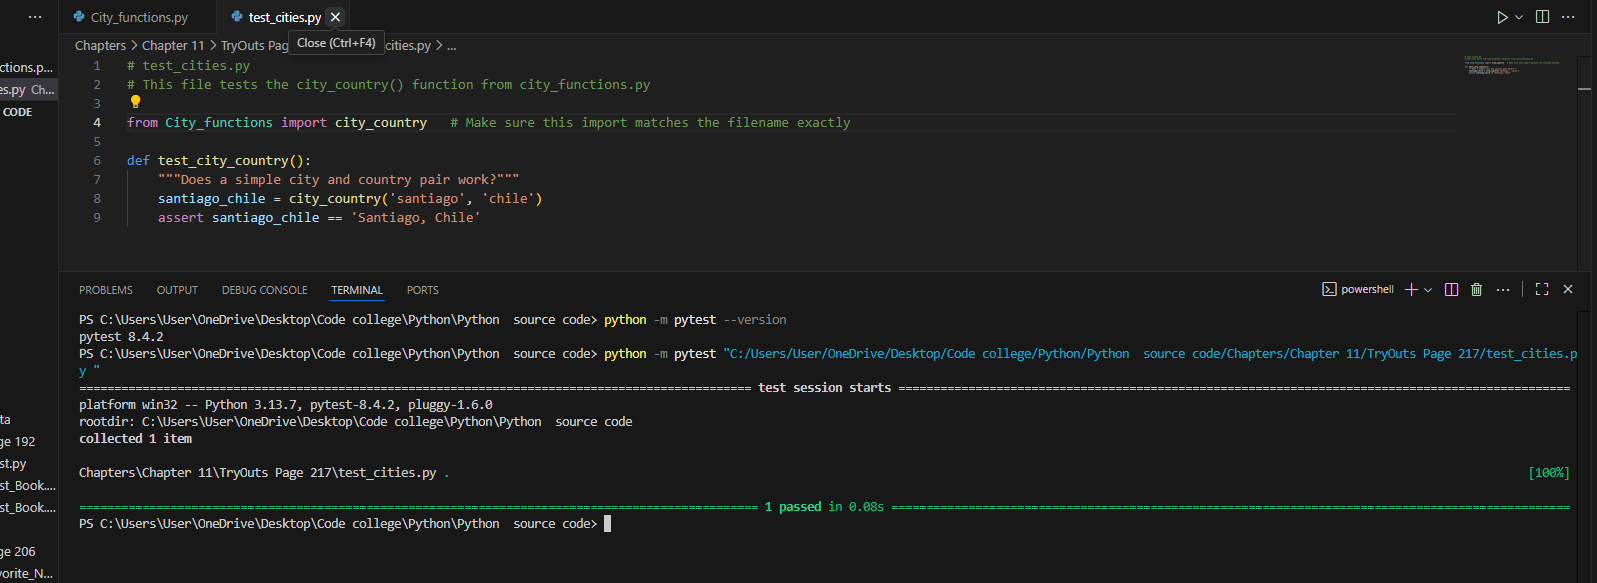 City_functions.py
test_cities.py
Close (Ctrl+F4)
Chapters > Chapter 11 > TryOuts Pag cities.py > ...
ctions.p...
es.py Ch...
CODE
1 # test_cities.py
2 # This file tests the city_country() function from city_functions.py
3
4 from City_functions import city_country # Make sure this import matches the filename exactly
5
6 def test_city_country():
7 """Does a simple city and country pair work?"""
8 santiago_chile = city_country('santiago', 'chile')
9 assert santiago_chile == 'Santiago, Chile'
PROBLEMS OUTPUT DEBUG CONSOLE TERMINAL PORTS
powershell
PS C:\Users\User\OneDrive\Desktop\Code college\Python\Python  source code> python -m pytest --version
pytest 8.4.2
PS C:\Users\User\OneDrive\Desktop\Code college\Python\Python  source code> python -m pytest "C:/Users/User/OneDrive/Desktop/Code college/Python/Python  source code/Chapters/Chapter 11/TryOuts Page 217/test_cities.p
y "
test session starts
platform win32 -- Python 3.13.7, pytest-8.4.2, pluggy-1.6.0
rootdir: C:\Users\User\OneDrive\Desktop\Code college\Python\Python  source code
collected 1 item
Chapters\Chapter 11\TryOuts Page 217\test_cities.py . [100%]
1 passed in 0.08s
PS C:\Users\User\OneDrive\Desktop\Code college\Python\Python  source code>
ta
ge 192
st.py
st_Book....
st_Book....
ge 206
vorite_N...